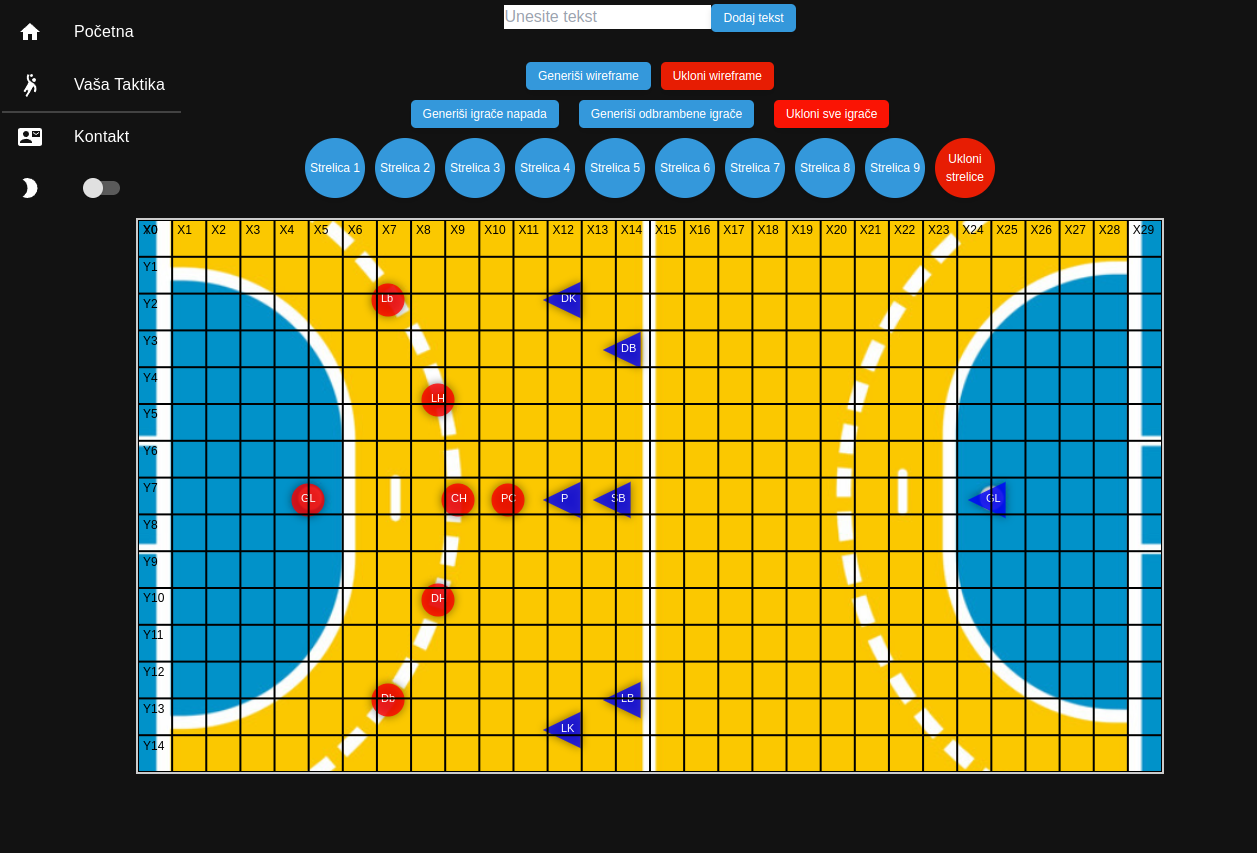 Početna
Vaša Taktika
Kontakt
Unesite tekst
Dodaj tekst
Generiši wireframe
Ukloni wireframe
Generiši igrače napada
Generiši odbrambene igrače
Ukloni sve igrače
Strelica 1
Strelica 2
Strelica 3
Strelica 4
Strelica 5
Strelica 6
Strelica 7
Strelica 8
Strelica 9
Ukloni
strelice
X0 X1 X2 X3 X4 X5 X6 X7 X8 X9 X10 X11 X12 X13 X14 X15 X16 X17 X18 X19 X20 X21 X22 X23 X24 X25 X26 X27 X28 X29
Y1
Lb
DK
Y2
Y3
DB
Y4
LH
Y5
Y6
Y7
GL
CH
PC
P
SB
GL
Y8
Y9
Y10
DH
Y11
Y12
Db
LB
Y13
LK
Y14